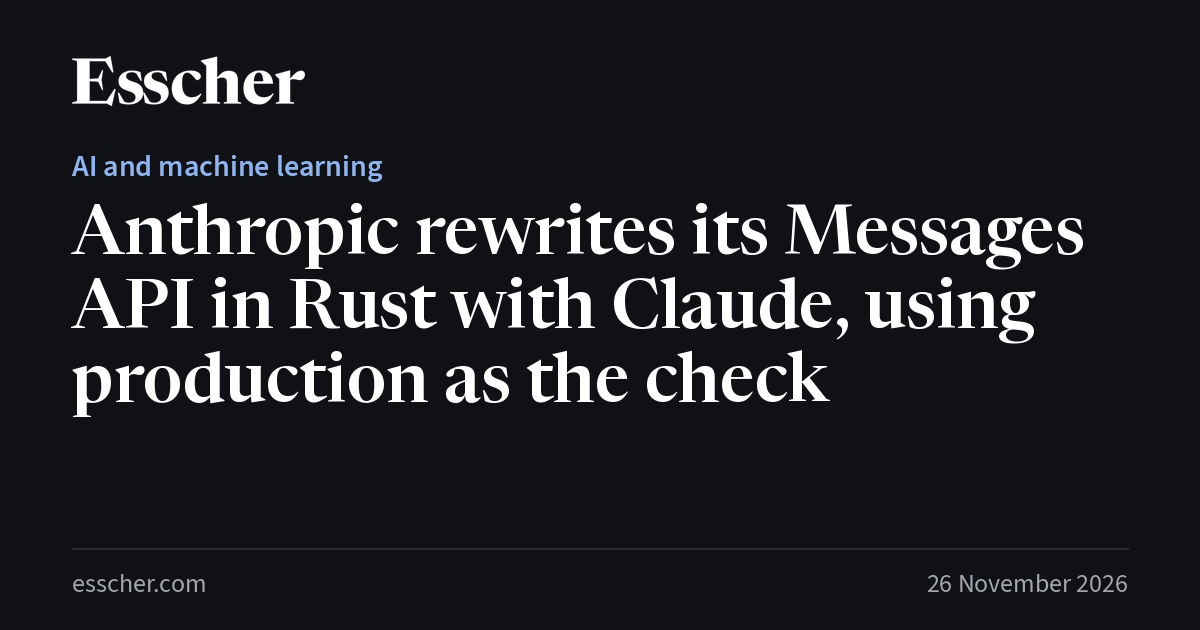 Esscher
AI and machine learning
Anthropic rewrites its Messages
API in Rust with Claude, using
production as the check
esscher.com
26 November 2026